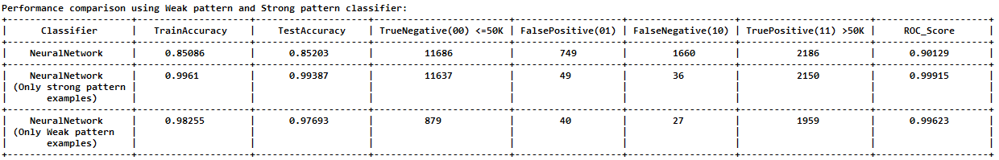 Performance comparison using Weak pattern and Strong pattern classifier:
Classifier | TrainAccuracy | TestAccuracy | TrueNegative(00) <=50K | FalsePositive(01) | FalseNegative(10) | TruePositive(11) >50K | ROC_Score
NeuralNetwork | 0.85086 | 0.85203 | 11686 | 749 | 1660 | 2186 | 0.90129
NeuralNetwork | 0.9961 | 0.99387 | 11637 | 49 | 36 | 2150 | 0.99915
(Only strong pattern
examples)
NeuralNetwork | 0.98255 | 0.97693 | 879 | 40 | 27 | 1959 | 0.99623
(Only Weak pattern
examples)